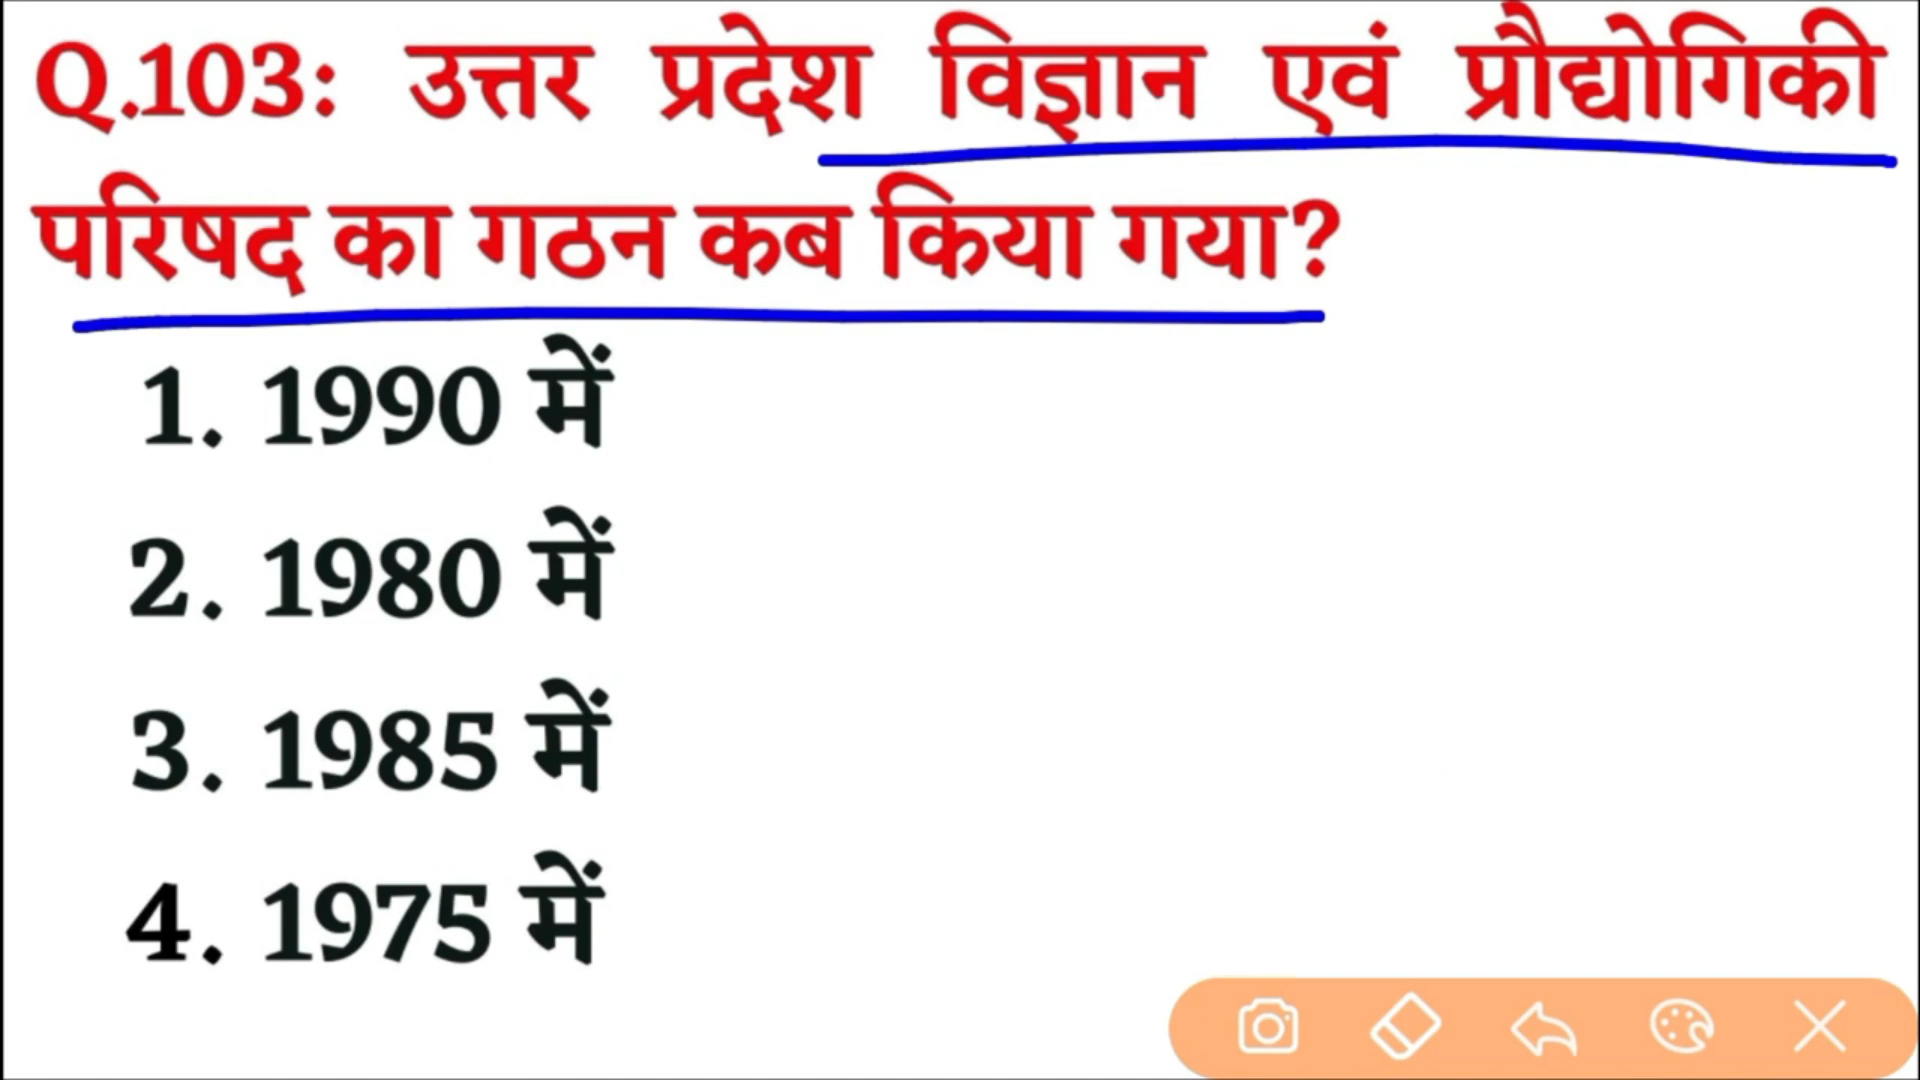 Q.103: उत्तर प्रदेश विज्ञान एवं प्रौद्योगिकी
परिषद का गठन कब किया गया?
1. 1990 में
2. 1980 में
3. 1985 में
4. 1975 में